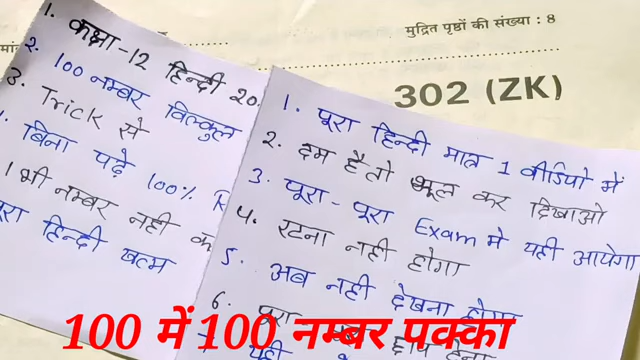 मुद्रित पृष्ठों की संख्या : 8
302 (ZK)
1. कक्षा -12 हिन्दी 20
2. 100 नम्बर विल्कुल
3. Trick से
बिना पढ़े 100%
1 भी नम्बर नही
हिन्दी खत्म
1. पूरा हिन्दी मात्र 1 वीडियो में
2. दम है तो भूल कर दिखाओ
3. पूरा - पूरा Exam मे यही आयेगा
4. रटना नही होगा
5. अब नही देखना होगा
6. पूरा छाप देना
यही
100 में 100 नम्बर पक्का